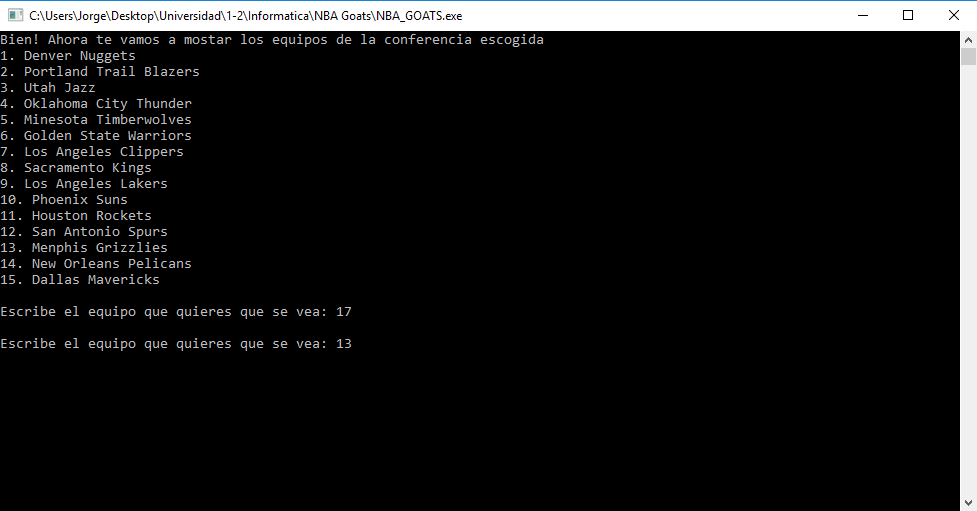 C:\Users\Jorge\Desktop\Universidad\1-2\Informatica\NBA Goats\NBA_GOATS.exe
Bien! Ahora te vamos a mostar los equipos de la conferencia escogida
1. Denver Nuggets
2. Portland Trail Blazers
3. Utah Jazz
4. Oklahoma City Thunder
5. Minesota Timberwolves
6. Golden State Warriors
7. Los Angeles Clippers
8. Sacramento Kings
9. Los Angeles Lakers
10. Phoenix Suns
11. Houston Rockets
12. San Antonio Spurs
13. Menphis Grizzlies
14. New Orleans Pelicans
15. Dallas Mavericks
Escribe el equipo que quieres que se vea: 17
Escribe el equipo que quieres que se vea: 13